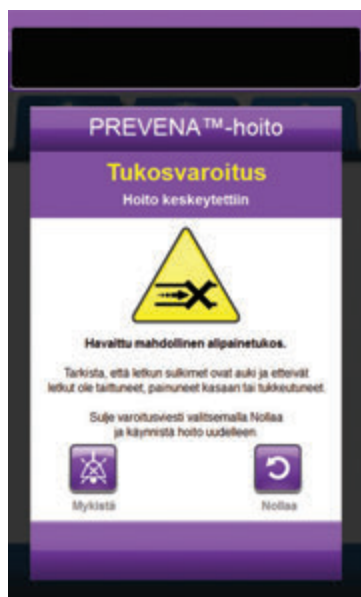 PREVENA™-hoito
Tukosvaroitus
Hoito keskeytettiin
Havaittu mahdollinen alipainetukos.
Tarkista, että letkun sulkimet ovat auki ja etteivät
letkut ole taittuneet, painuneet kasaan tai tukkeutuneet.
Sulje varoitusviesti valitsemalla Nollaa
ja käynnistä hoito uudelleen.
Mykistä
Nollaa